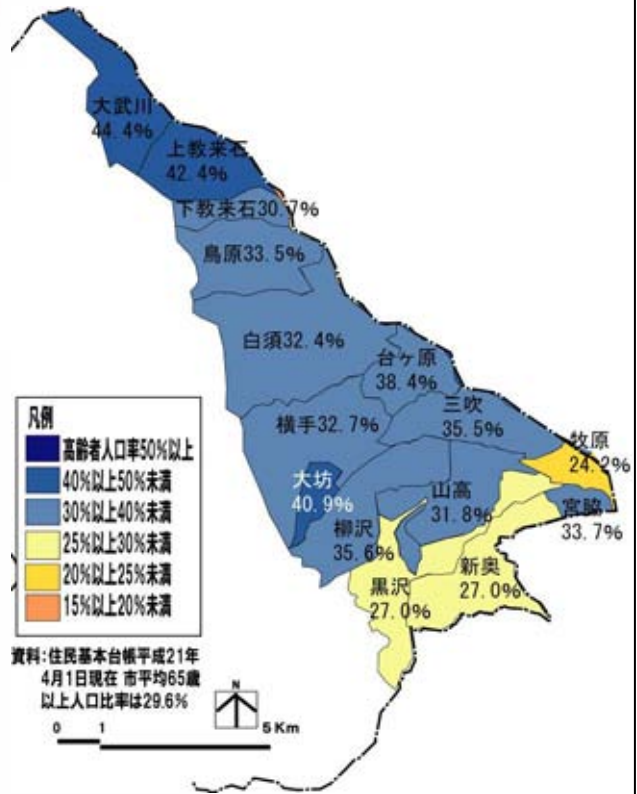 大武川
44.4%
上教来石
42.4%
下教来石30.7%
鳥原33.5%
白須32.4%
台ヶ原
38.4%
三吹
35.5%
横手32.7%
牧原
24.2%
大坊
40.9%
山高
31.8%
宮脇
33.7%
柳沢
35.6%
新奥
27.0%
黒沢
27.0%
凡例
高齢者人口率50%以上
40%以上50%未満
30%以上40%未満
25%以上30%未満
20%以上25%未満
15%以上20%未満
資料:住民基本台帳平成21年
4月1日現在 市平均65歳
以上人口比率は29.6%
N
0 1 5 Km